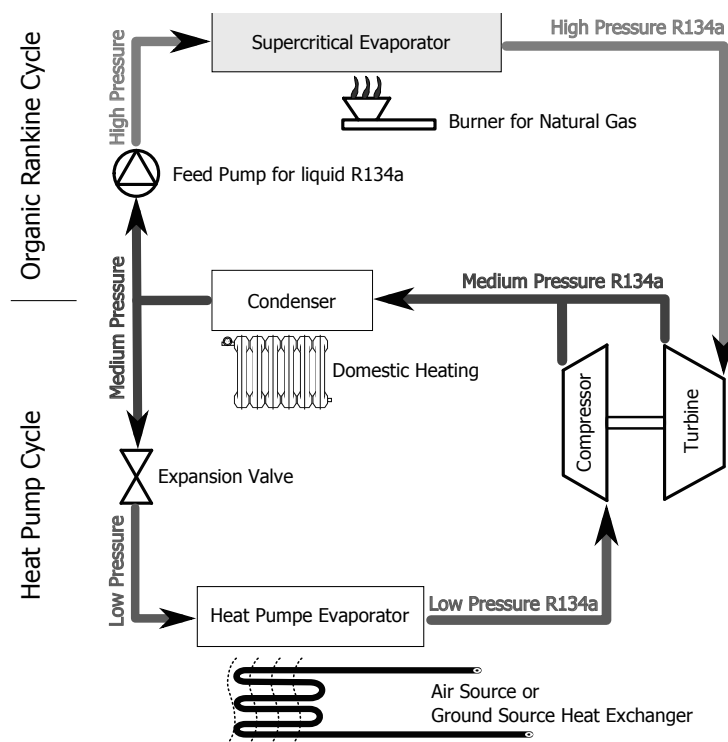 Organic Rankine Cycle
Heat Pump Cycle
Supercritical Evaporator
High Pressure R134a
High Pressure
Burner for Natural Gas
Feed Pump for liquid R134a
Medium Pressure R134a
Condenser
Medium Pressure
Domestic Heating
Compressor
Turbine
Expansion Valve
Low Pressure
Heat Pumpe Evaporator
Low Pressure R134a
Air Source or
Ground Source Heat Exchanger